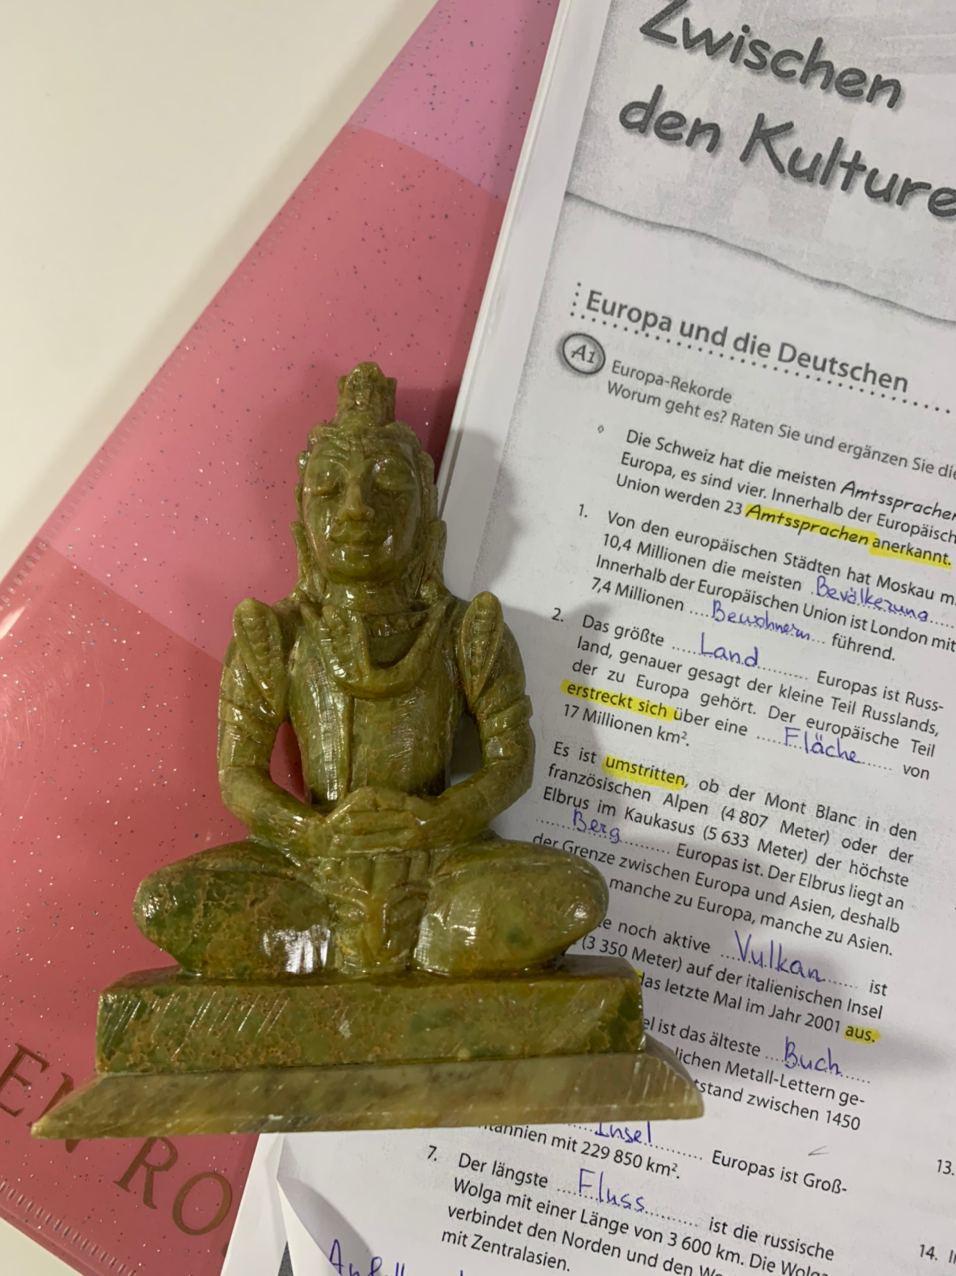 Zwischen
den Kulture
Europa und die Deutschen
A1
Europa-Rekorde
Worum geht es? Raten Sie und ergänzen Sie die
Die Schweiz hat die meisten Amtssprachen
Europa, es sind vier. Innerhalb der Europäisch
Union werden 23 Amtssprachen anerkannt.
1. Von den europäischen Städten hat Moskau m
10,4 Millionen die meisten Bevölkerung
Innerhalb der Europäischen Union ist London mit
7,4 Millionen ... Bewohnern ... führend.
2. Das größte ... Land ... Europas ist Russ-
land, genauer gesagt der kleine Teil Russlands,
der zu Europa gehört. Der europäische Teil
erstreckt sich über eine ... Fläche ... von
17 Millionen km².
Es ist umstritten, ob der Mont Blanc in den
französischen Alpen (4 807 Meter) oder der
Elbrus im Kaukasus (5 633 Meter) der höchste
... Berg ... Europas ist. Der Elbrus liegt an
der Grenze zwischen Europa und Asien, deshalb
manche zu Europa, manche zu Asien.
te noch aktive ... Vulkan ... ist
(3 350 Meter) auf der italienischen Insel
das letzte Mal im Jahr 2001 aus.
el ist das älteste ... Buch ...
lichen Metall-Lettern ge-
tstand zwischen 1450
... Insel ... Europas ist Groß-
tannien mit 229 850 km².
7. Der längste ... Fluss ... ist die russische
Wolga mit einer Länge von 3 600 km. Die Wolga
verbindet den Norden und den We
mit Zentralasien.
13.
14. I
EN RO